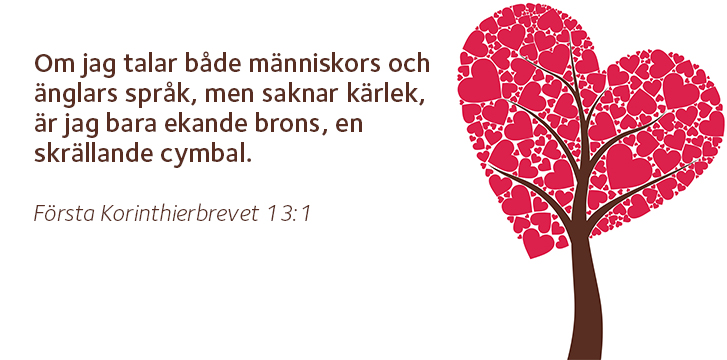 Om jag talar både människors och
änglars språk, men saknar kärlek,
är jag bara ekande brons, en
skrällande cymbal.
Första Korinthierbrevet 13:1